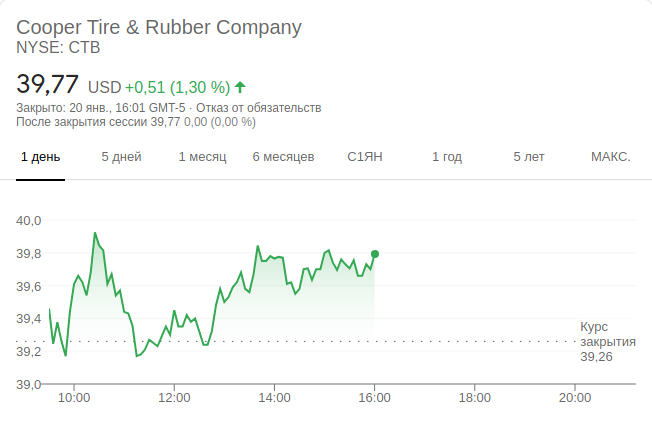 Cooper Tire & Rubber Company
NYSE: CTB
39,77 USD +0,51 (1,30 %)
Закрыто: 20 янв., 16:01 GMT-5 · Отказ от обязательств
После закрытия сессии 39,77 0,00 (0,00 %)
1 день 5 дней 1 месяц 6 месяцев С1ЯН 1 год 5 лет МАКС.
40,0
39,8
39,6
39,4
39,2
39,0
Курс
закрытия
39,26
10:00 12:00 14:00 16:00 18:00 20:00